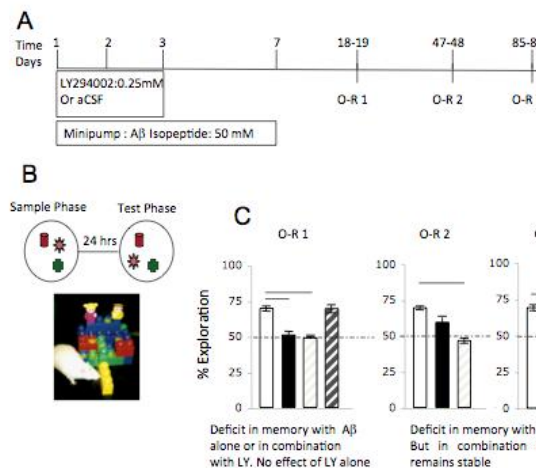 A
Time 1 2 3 7 18-19 47-48 85-8
Days
LY294002:0.25mM
Or aCSF
O-R 1 O-R 2 O-R
Minipump : Aβ Isopeptide: 50 mM
B
Sample Phase Test Phase
24 hrs
C
O-R 1 O-R 2
% Exploration
100 100 100
75 75 75
50 50 50
25 25 25
0 0 0
Deficit in memory with Aβ
alone or in combination
with LY. No effect of LY alone
Deficit in memory with
But in combination
remains stable